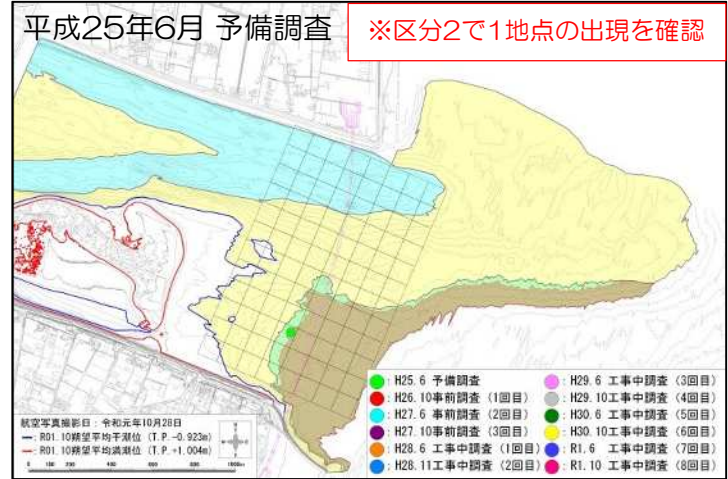 平成25年6月 予備調査
※区分2で1地点の出現を確認
: H25.6 予備調査
: H26.10事前調査 (1回目)
: H27.6 事前調査 (2回目)
: H27.10事前調査 (3回目)
: H28.6 工事中調査 (1回目)
: H28.11工事中調査 (2回目)
: H29.6 工事中調査 (3回目)
: H29.10工事中調査 (4回目)
: H30.6 工事中調査 (5回目)
: H30.10工事中調査 (6回目)
: R1.6 工事中調査 (7回目)
: R1.10 工事中調査 (8回目)
航空写真撮影日：令和元年10月28日
: R01.10期望平均干潮位 (T.P.-0.923m)
: R01.10期望平均満潮位 (T.P.+1.004m)
0 100 200 400 600 800 1000m